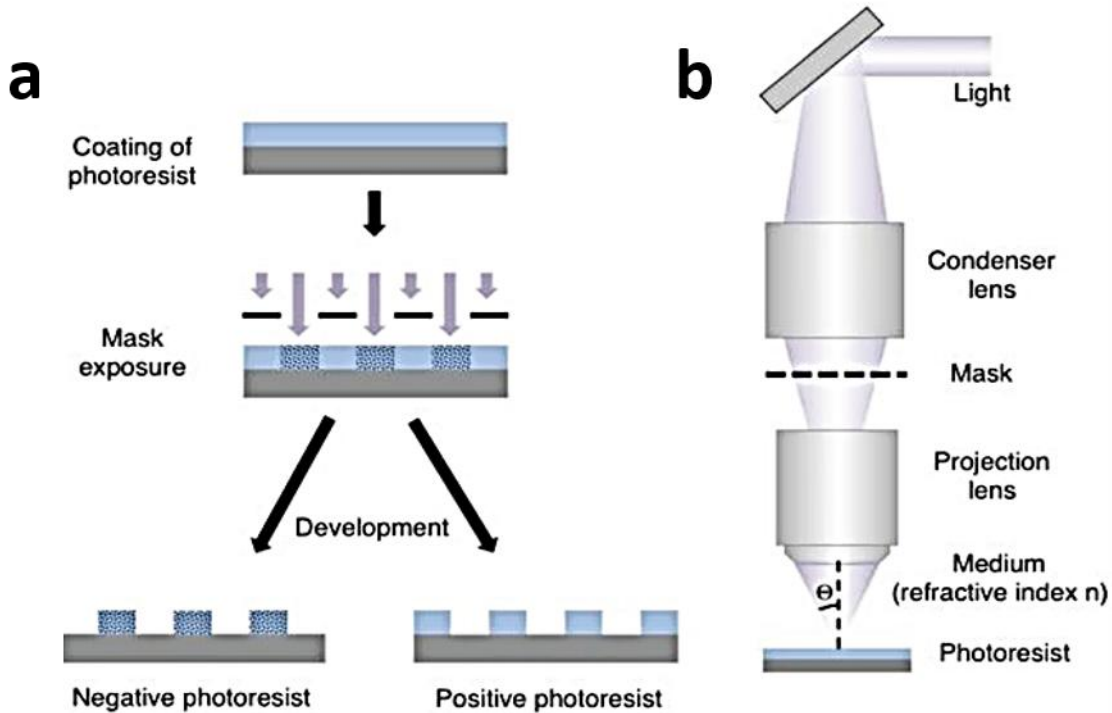 a
Coating of
photoresist
Mask
exposure
Development
Negative photoresist
Positive photoresist
b
Light
Condenser
lens
Mask
Projection
lens
Medium
(refractive index n)
Θ
Photoresist